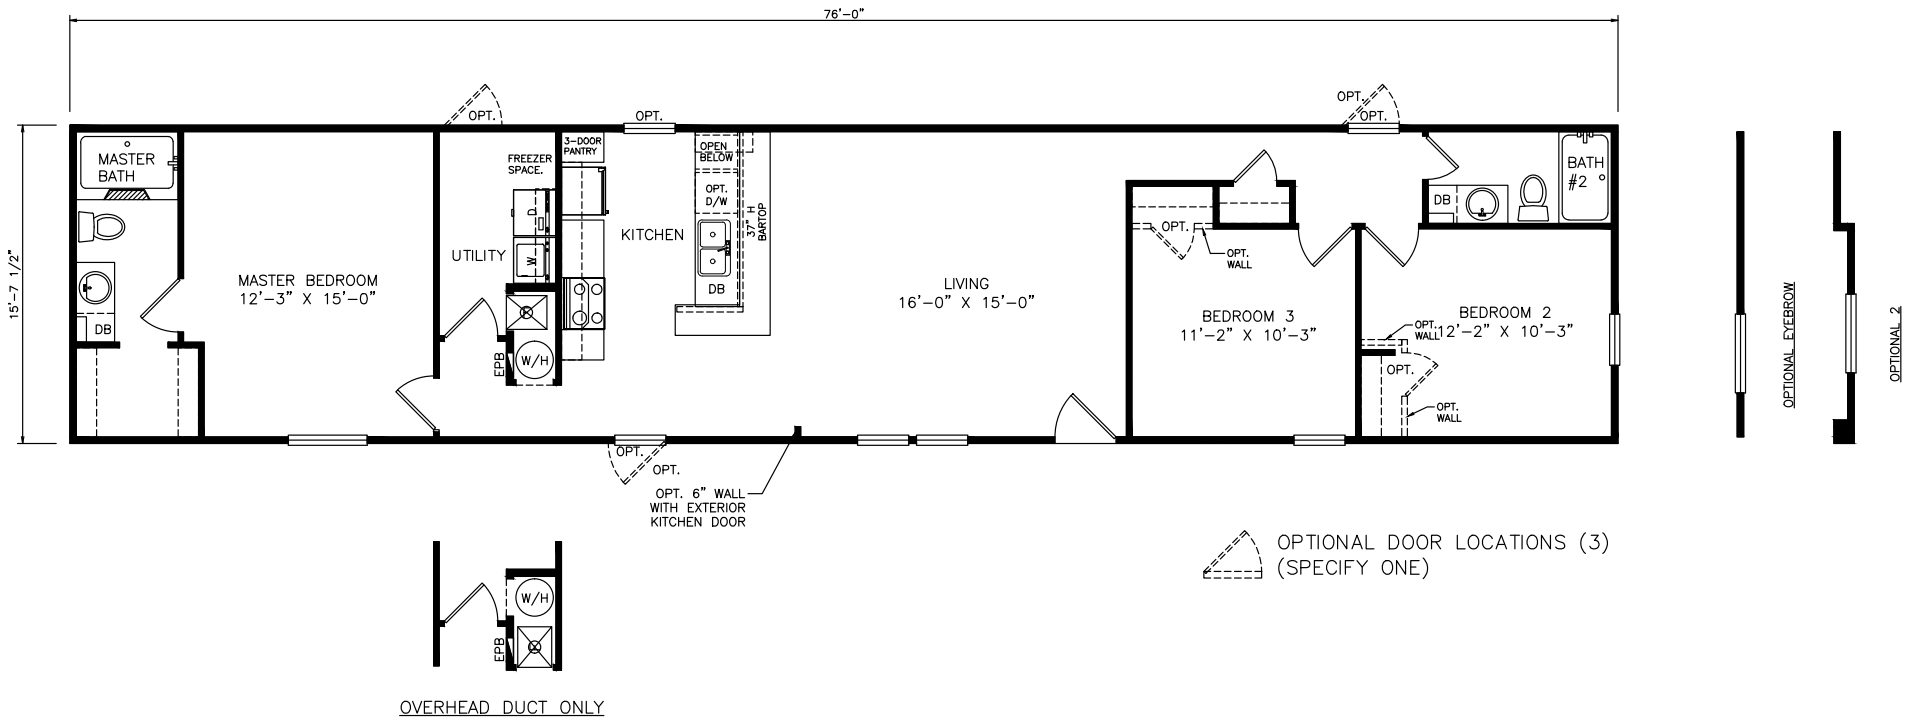 76'-0"
15'-7 1/2"
OPT.
OPT.
OPT.
OPT.
MASTER
BATH
DB
MASTER BEDROOM
12'-3" X 15'-0"
FREEZER
SPACE.
D
W
UTILITY
EPB
W/H
3-DOOR
PANTRY
KITCHEN
OPEN
BELOW
OPT.
D/W
DB
37" H
BARTOP
LIVING
16'-0" X 15'-0"
OPT.
OPT.
WALL
BEDROOM 3
11'-2" X 10'-3"
BATH
#2
DB
BEDROOM 2
12'-2" X 10'-3"
OPT.
WALL
OPT.
OPT.
WALL
OPT.
OPT.
OPT. 6" WALL
WITH EXTERIOR
KITCHEN DOOR
OPTIONAL EYEBROW
OPTIONAL 2
OPTIONAL DOOR LOCATIONS (3)
(SPECIFY ONE)
W/H
EPB
OVERHEAD DUCT ONLY